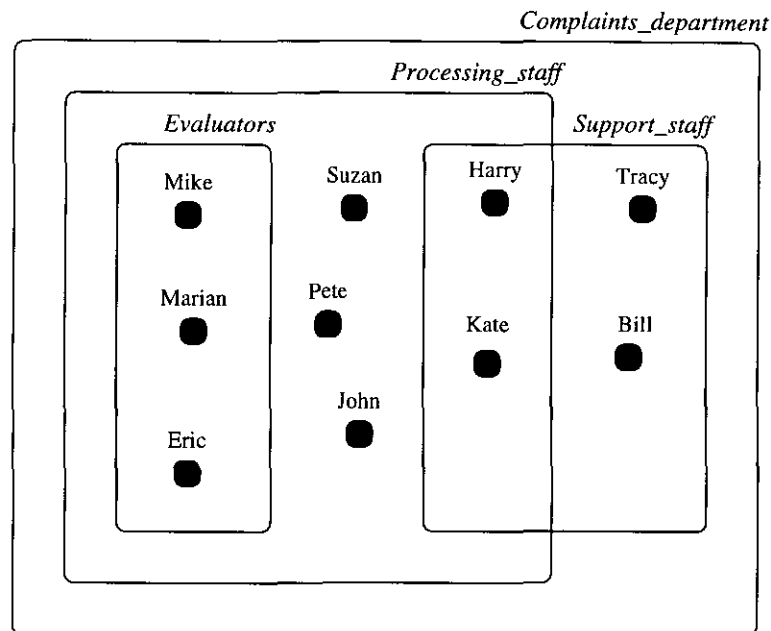 Complaints_department
Processing_staff
Evaluators
Support_staff
Mike
Suzan
Harry
Tracy
Marian
Pete
Kate
Bill
John
Eric